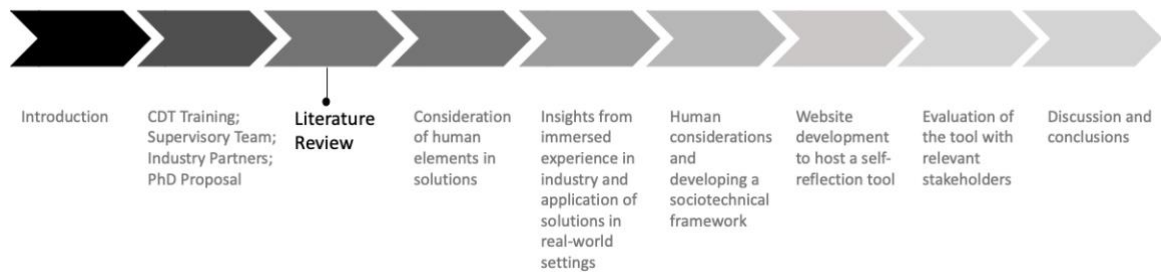 Introduction
CDT Training;
Supervisory Team;
Industry Partners;
PhD Proposal
Literature
Review
Consideration
of human
elements in
solutions
Insights from
immersed
experience in
industry and
application of
solutions in
real-world
settings
Human
considerations
and
developing a
sociotechnical
framework
Website
development
to host a self-
reflection tool
Evaluation of
the tool with
relevant
stakeholders
Discussion and
conclusions